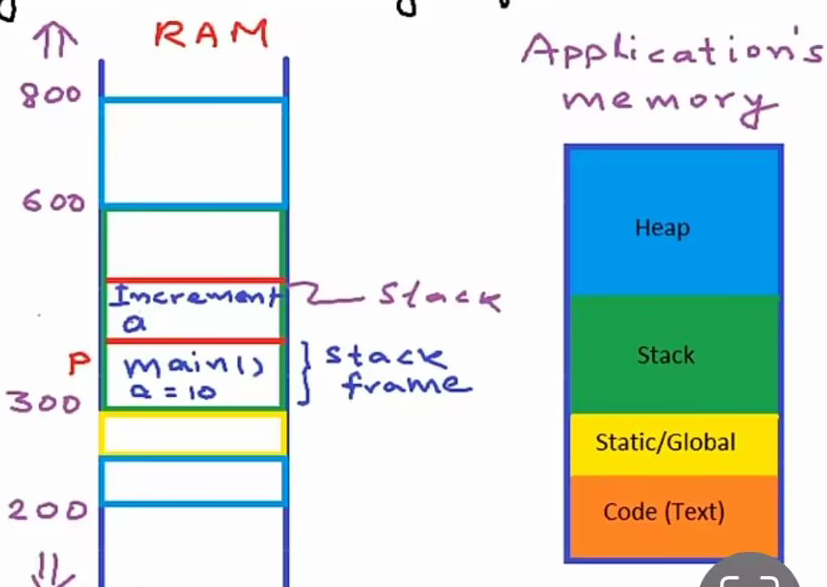 RAM
800
600
Increment
a
Stack
P
main()
a = 10
stack
frame
300
200
Application's
memory
Heap
Stack
Static/Global
Code (Text)